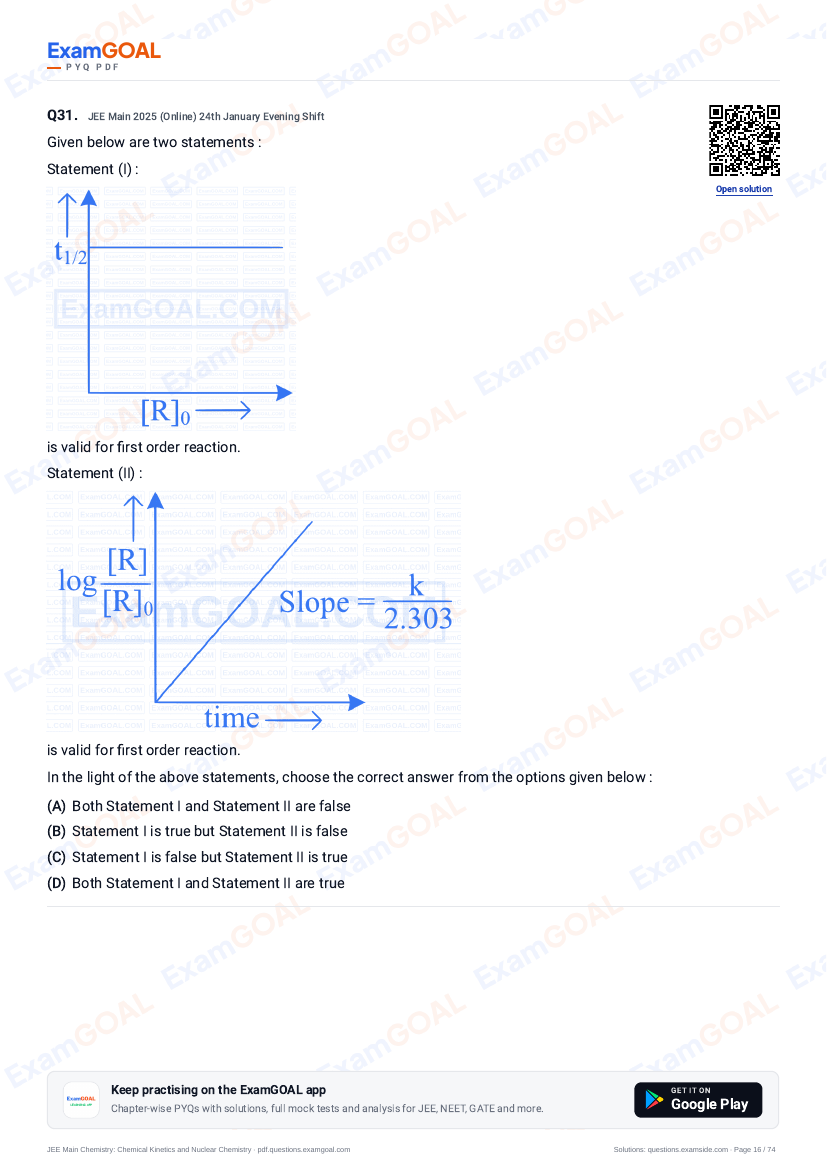 ExamGOAL
PYQ PDF
Q31. JEE Main 2025 (Online) 24th January Evening Shift
Open solution
Given below are two statements :
Statement (I) :
t1/2
ExamGOAL.COM
[R]0
is valid for first order reaction.
Statement (II) :
log [R]/[R]0
Slope = k/2.303
ExamGOAL.COM
time
is valid for first order reaction.
In the light of the above statements, choose the correct answer from the options given below :
(A) Both Statement I and Statement II are false
(B) Statement I is true but Statement II is false
(C) Statement I is false but Statement II is true
(D) Both Statement I and Statement II are true
Keep practising on the ExamGOAL app
Chapter-wise PYQs with solutions, full mock tests and analysis for JEE, NEET, GATE and more.
GET IT ON
Google Play
JEE Main Chemistry: Chemical Kinetics and Nuclear Chemistry · pdf.questions.examgoal.com
Solutions: questions.examside.com · Page 16 / 74